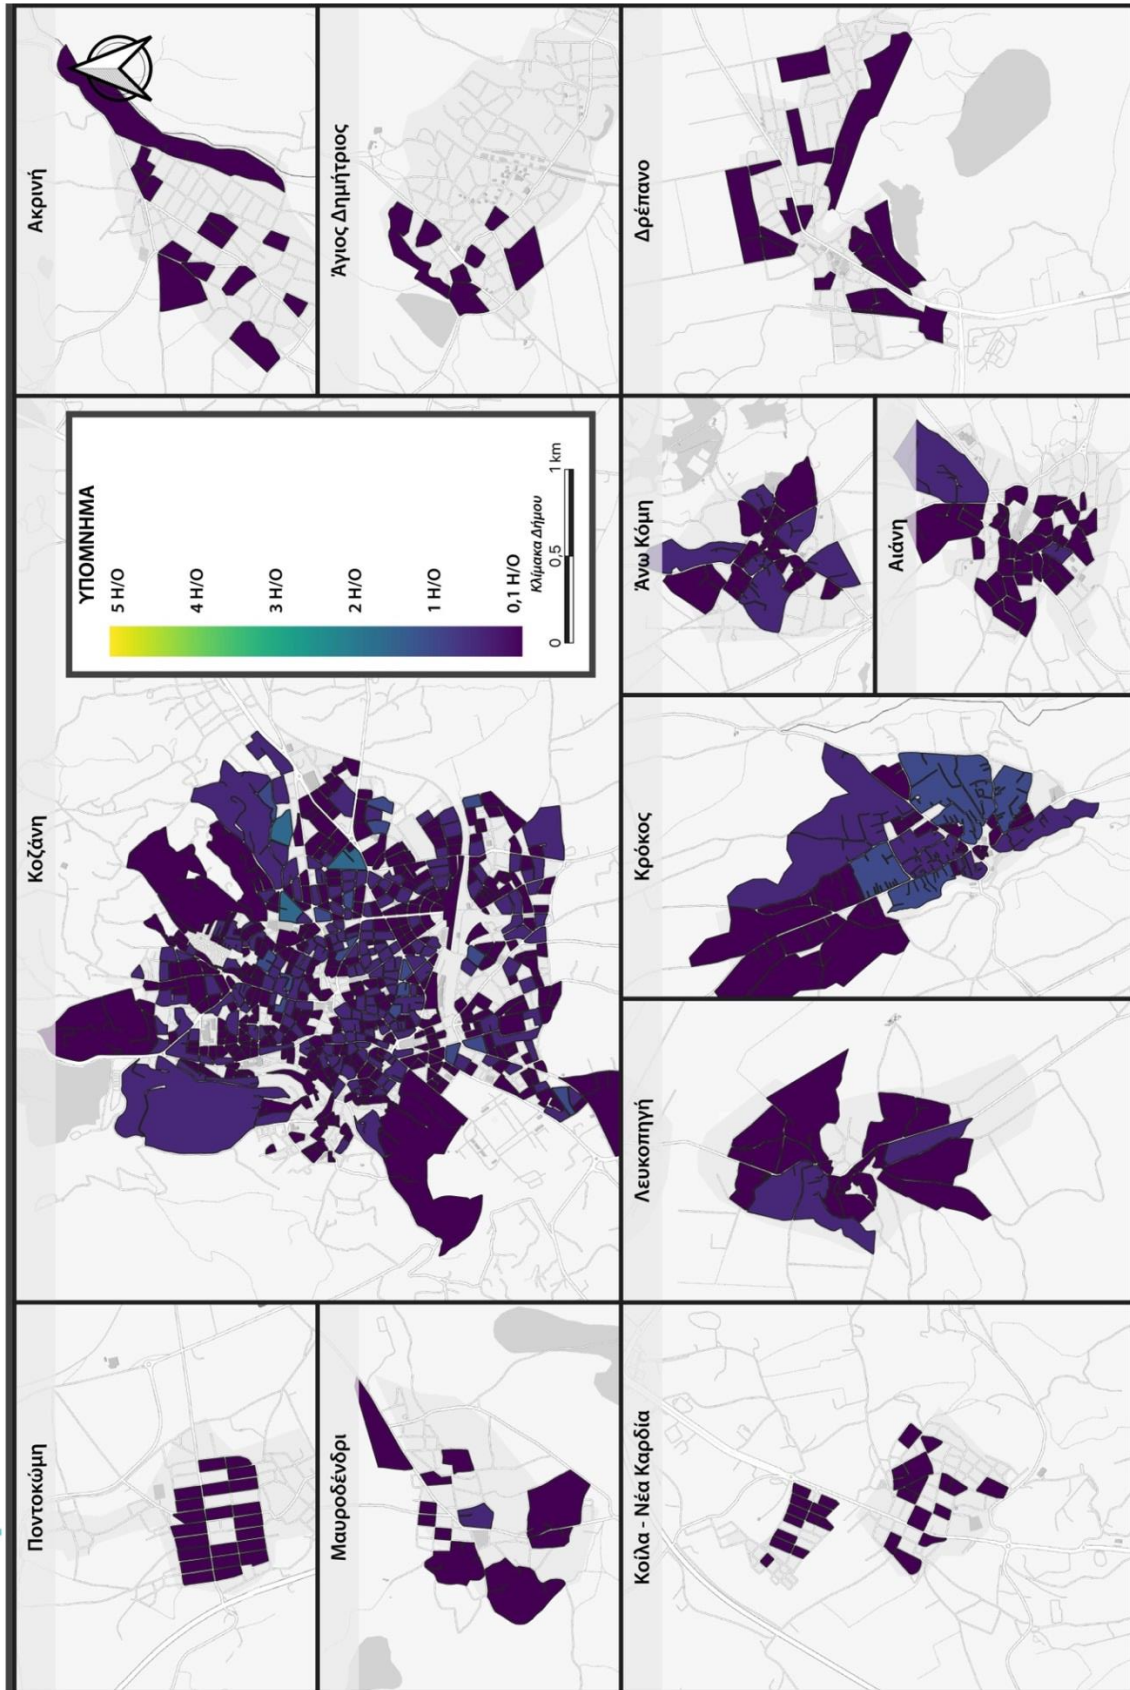 Ποντοκώμη
Κοζάνη
Ακρινή
ΥΠΟΜΝΗΜΑ
5 Η/Ο
4 Η/Ο
3 Η/Ο
2 Η/Ο
1 Η/Ο
0,1 Η/Ο
Κλίμακα Δήμου
0 0,5 1 km
Μαυροδένδρι
Άγιος Δημήτριος
Κοίλα - Νέα Καρδία
Λευκοπηγή
Κρόκος
Άνω Κόμη
Δρέπανο
Αιάνη